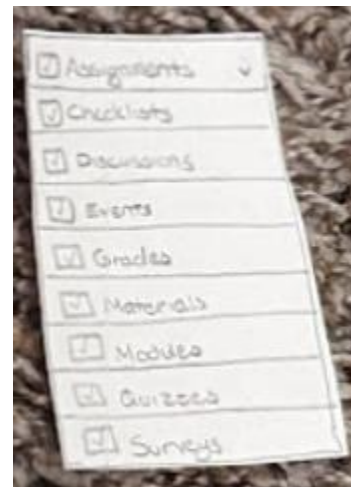 Assignments
Checklists
Discussions
Events
Grades
Materials
Modules
Quizzes
Surveys